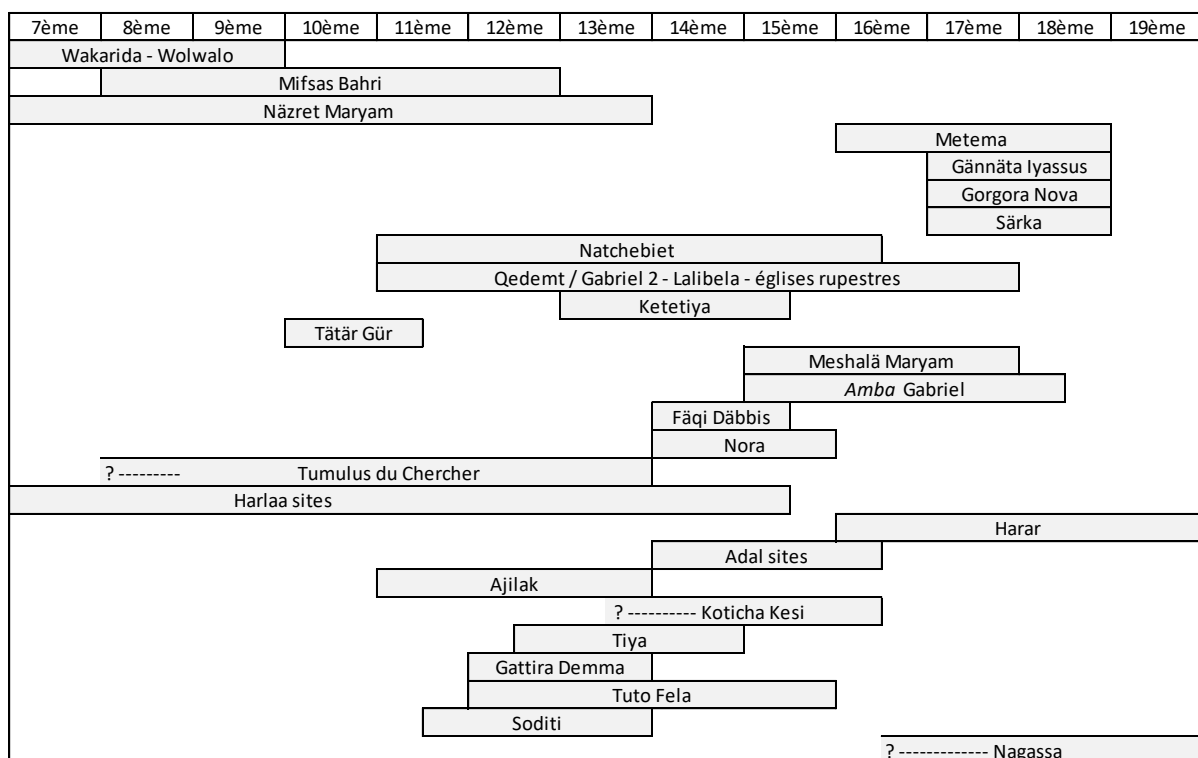 7ème 8ème 9ème 10ème 11ème 12ème 13ème 14ème 15ème 16ème 17ème 18ème 19ème
Wakarida - Wolwalo
Mifsas Bahri
Näzret Maryam
Metema
Gännäta Iyassus
Gorgora Nova
Särka
Natchebiet
Qedemt / Gabriel 2 - Lalibela - églises rupestres
Ketetiya
Tätär Gür
Meshalä Maryam
Amba Gabriel
Fäqi Däbbis
Nora
? --------- Tumulus du Chercher
Harlaa sites
Harar
Adal sites
Ajilak
? ---------- Koticha Kesi
Tiya
Gattira Demma
Tuto Fela
Soditi
? ------------- Nagassa